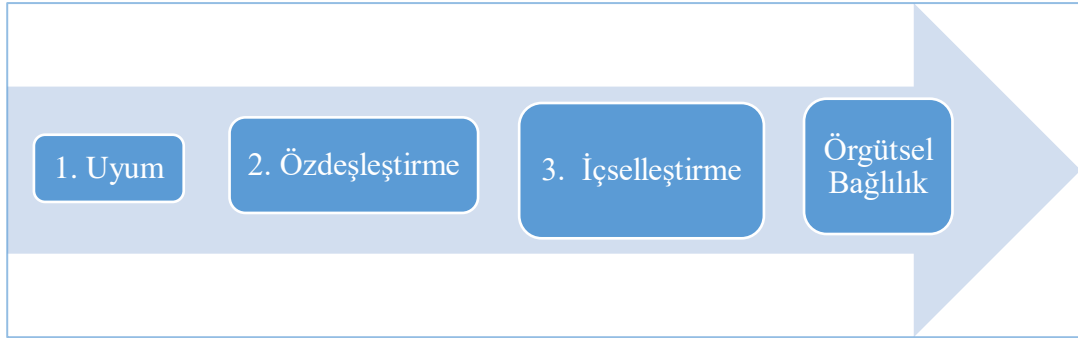 1. Uyum
2. Özdeşleştirme
3. İçselleştirme
Örgütsel
Bağlılık